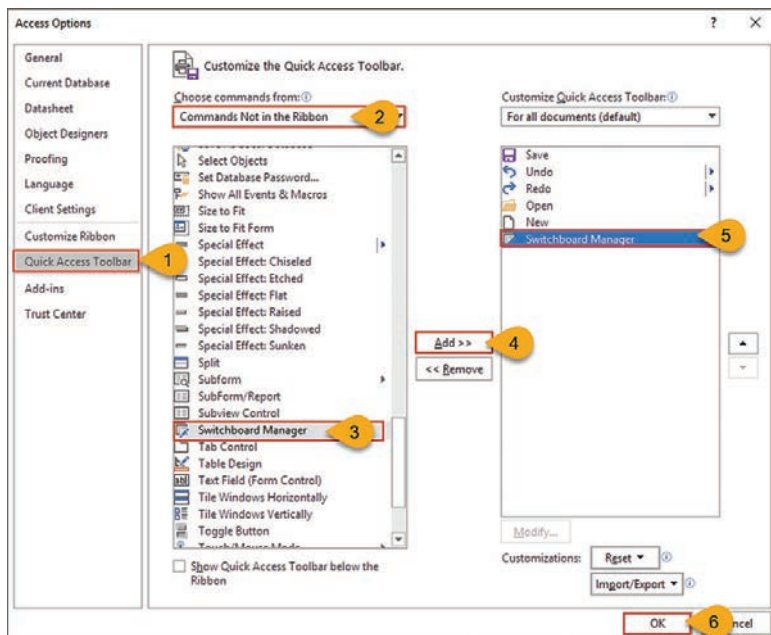 Access Options
? ×
General
Current Database
Datasheet
Object Designers
Proofing
Language
Client Settings
Customize Ribbon
Quick Access Toolbar 1
Add-ins
Trust Center
Customize the Quick Access Toolbar.
Choose commands from:
Commands Not in the Ribbon 2
Select Objects
Set Database Password...
Show All Events & Macros
Size to Fit
Size to Fit Form
Special Effect
Special Effect: Chiseled
Special Effect: Etched
Special Effect: Flat
Special Effect: Raised
Special Effect: Shadowed
Special Effect: Sunken
Split
Subform
SubForm/Report
Subview Control
Switchboard Manager 3
Tab Control
Table Design
Text Field (Form Control)
Tile Windows Horizontally
Tile Windows Vertically
Toggle Button
Touch/Mouse Mode
Show Quick Access Toolbar below the
Ribbon
Add >> 4
<< Remove
Customize Quick Access Toolbar:
For all documents (default)
Save
Undo
Redo
Open
New
Switchboard Manager 5
Modify...
Customizations: Reset
Import/Export
OK 6 ncel